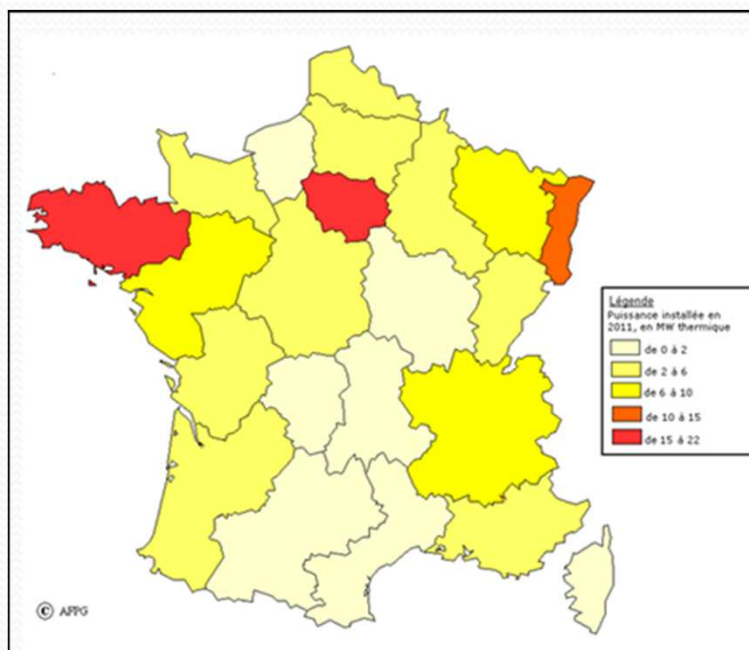 Légende
Puissance installée en
2011, en MW thermique
de 0 à 2
de 2 à 6
de 6 à 10
de 10 à 15
de 15 à 22
© AFPG